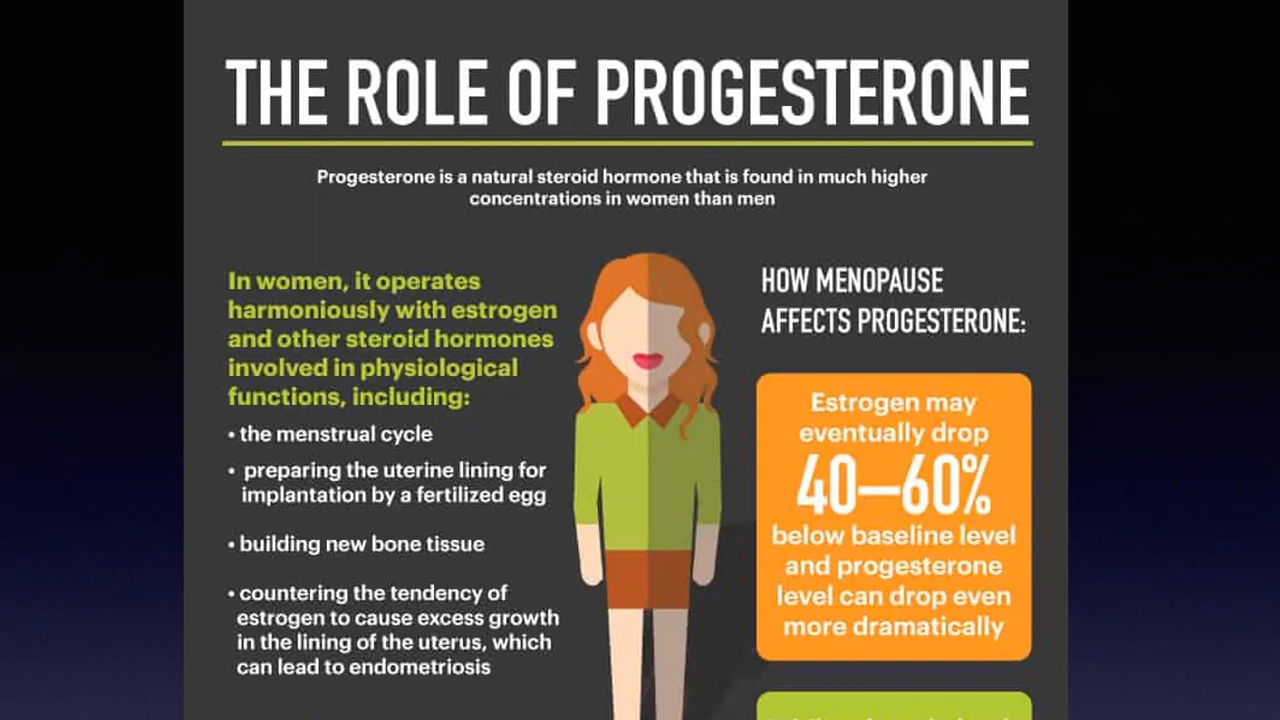 THE ROLE OF PROGESTERONE
Progesterone is a natural steroid hormone that is found in much higher
concentrations in women than men
In women, it operates
harmoniously with estrogen
and other steroid hormones
involved in physiological
functions, including:
• the menstrual cycle
• preparing the uterine lining for
implantation by a fertilized egg
• building new bone tissue
• countering the tendency of
estrogen to cause excess growth
in the lining of the uterus, which
can lead to endometriosis
HOW MENOPAUSE
AFFECTS PROGESTERONE:
Estrogen may
eventually drop
40–60%
below baseline level
and progesterone
level can drop even
more dramatically